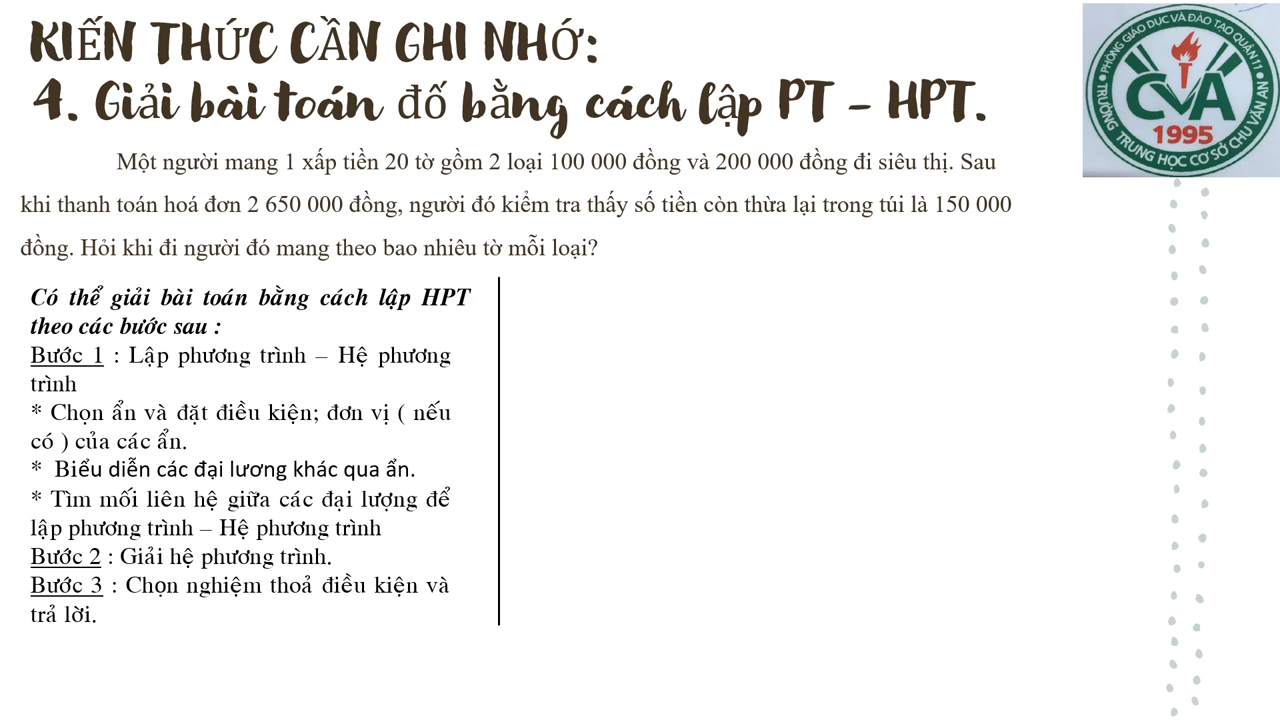 KIẾN THỨC CẦN GHI NHỚ:
4. Giải bài toán đố bằng cách lập PT - HPT.
PHÒNG GIÁO DỤC VÀ ĐÀO TẠO QUẬN 11
CVA
1995
TRƯỜNG TRUNG HỌC CƠ SỞ CHU VĂN AN
Một người mang 1 xấp tiền 20 tờ gồm 2 loại 100 000 đồng và 200 000 đồng đi siêu thị. Sau
khi thanh toán hoá đơn 2 650 000 đồng, người đó kiểm tra thấy số tiền còn thừa lại trong túi là 150 000
đồng. Hỏi khi đi người đó mang theo bao nhiêu tờ mỗi loại?
Có thể giải bài toán bằng cách lập HPT
theo các bước sau :
Bước 1 : Lập phương trình – Hệ phương
trình
* Chọn ẩn và đặt điều kiện; đơn vị ( nếu
có ) của các ẩn.
* Biểu diễn các đại lương khác qua ẩn.
* Tìm mối liên hệ giữa các đại lượng để
lập phương trình – Hệ phương trình
Bước 2 : Giải hệ phương trình.
Bước 3 : Chọn nghiệm thoả điều kiện và
trả lời.